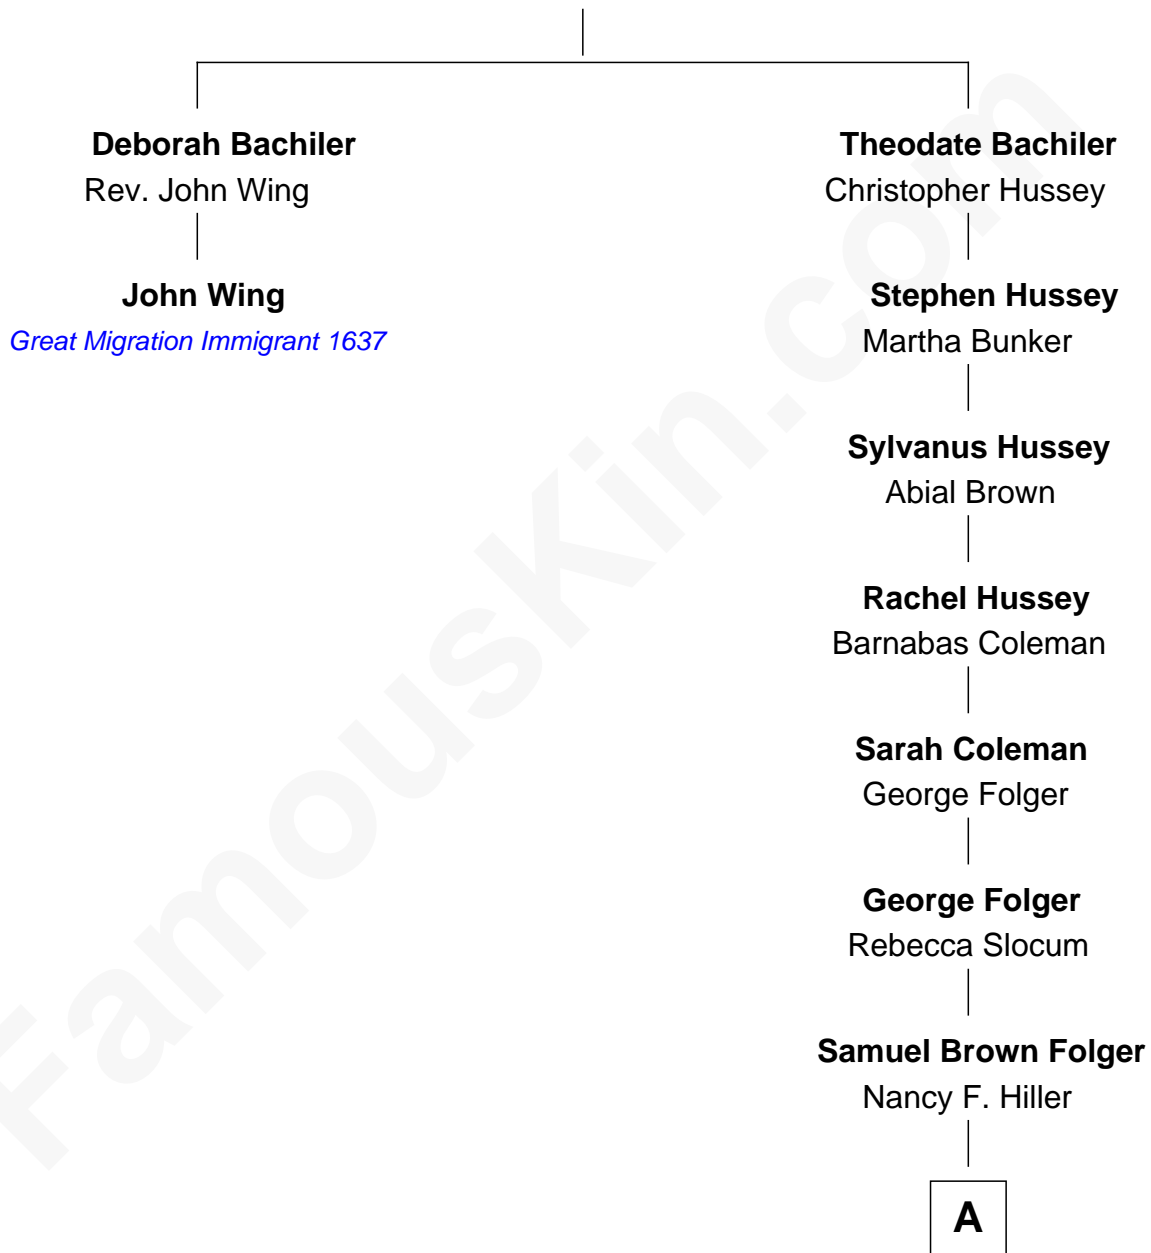 Deborah Bachiler
Rev. John Wing
John Wing
Great Migration Immigrant 1637
Theodate Bachiler
Christopher Hussey
Stephen Hussey
Martha Bunker
Sylvanus Hussey
Abial Brown
Rachel Hussey
Barnabas Coleman
Sarah Coleman
George Folger
George Folger
Rebecca Slocum
Samuel Brown Folger
Nancy F. Hiller
A
FamousKin.com